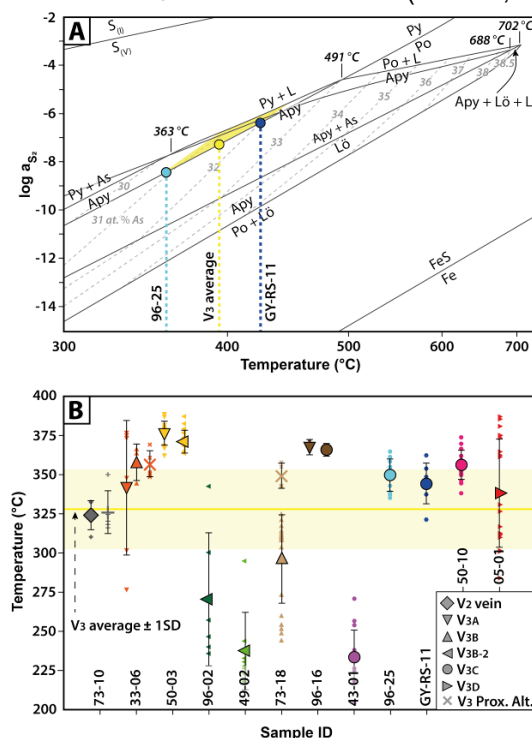 A
S(l)
S(V)
-2
-4
-6
-8
-10
-12
-14
log aS2
702°C
688°C
491°C
363°C
Py
Po
Po + L
Apy
Py + L
Apy
Apy + Lö + L
Py + As
Apy
Apy + As
Lö
Apy
Po + Lö
FeS
Fe
30
31 at. % As
32
33
34
35
36
37
38
38.5
96-25
V3 average
GY-RS-11
300
400
500
600
700
Temperature (°C)
B
400
375
350
325
300
275
250
225
200
Temperature (°C)
V3 average ± 1SD
73-10
33-06
50-03
96-02
49-02
73-18
96-16
43-01
96-25
GY-RS-11
50-10
05-01
V2 vein
V3A
V3B
V3B-2
V3C
V3D
V3 Prox. Alt.
Sample ID